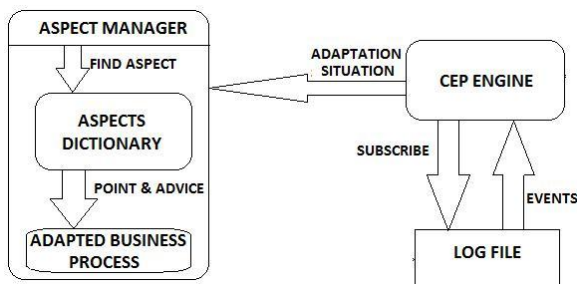 ASPECT MANAGER
FIND ASPECT
ASPECTS
DICTIONARY
POINT & ADVICE
ADAPTED BUSINESS
PROCESS
ADAPTATION
SITUATION
CEP ENGINE
SUBSCRIBE
EVENTS
LOG FILE